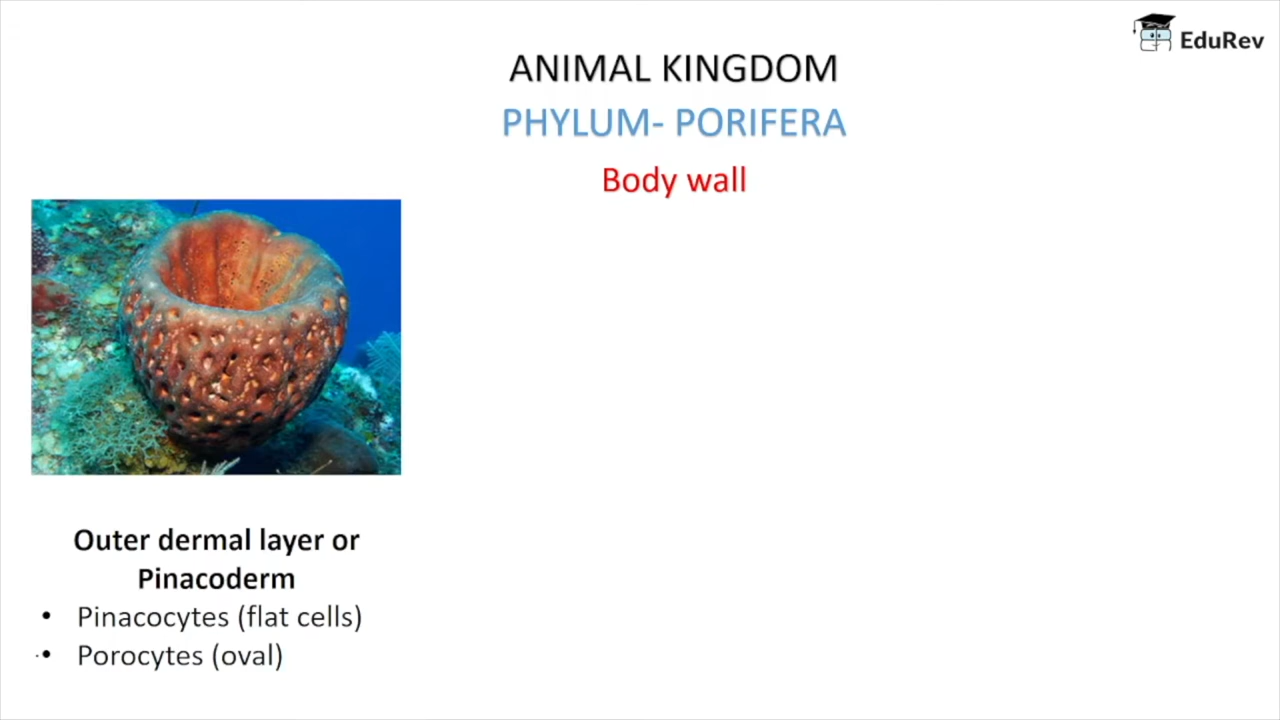 EduRev
ANIMAL KINGDOM
PHYLUM- PORIFERA
Body wall
Outer dermal layer or
Pinacoderm
• Pinacocytes (flat cells)
• Porocytes (oval)